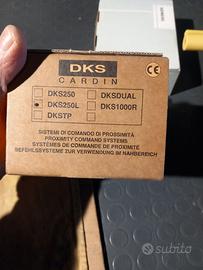 DKS
CARDIN
CE
DKS250
DKSDUAL
DKS250L
DKS1000R
DKSTP
SISTEMI DI COMANDO DI PROSSIMITÀ
PROXIMITY COMMAND SYSTEMS
SYSTÈMES DE COMMANDE DE PROXIMITÉ
BEFEHLSSYSTEME ZUR VERWENDUNG IM NAHBEREICH
subito